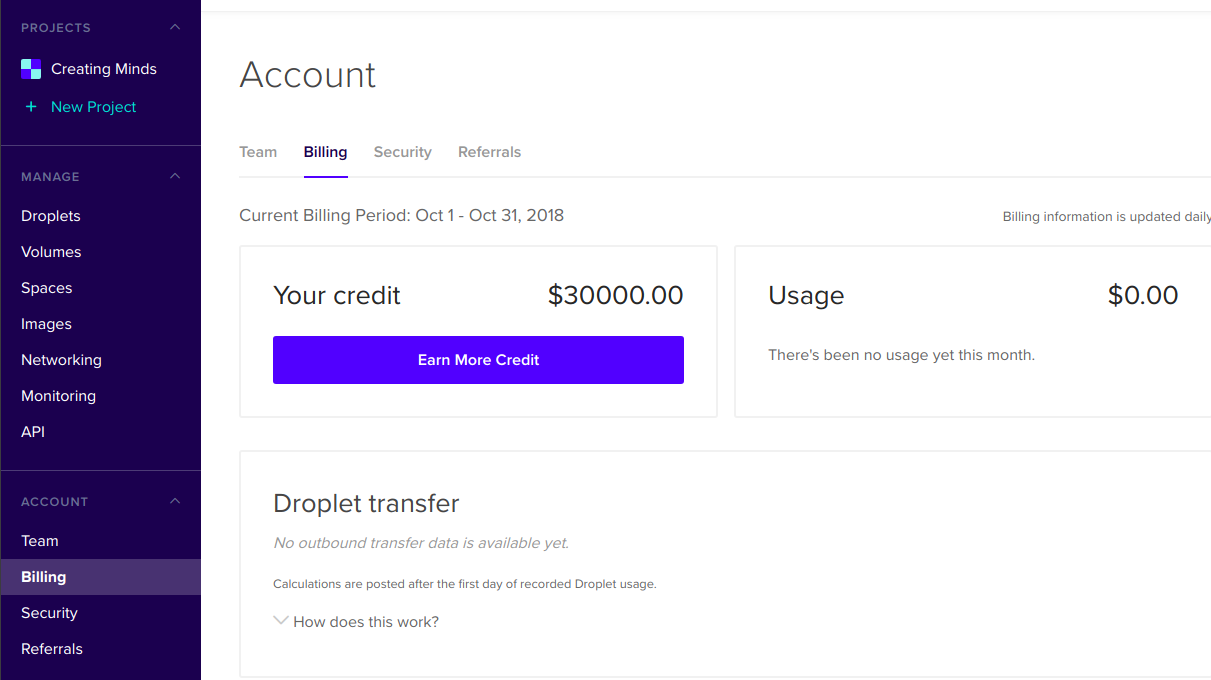 PROJECTS
Creating Minds
+ New Project
MANAGE
Droplets
Volumes
Spaces
Images
Networking
Monitoring
API
ACCOUNT
Team
Billing
Security
Referrals
Account
Team Billing Security Referrals
Current Billing Period: Oct 1 - Oct 31, 2018
Billing information is updated daily
Your credit $30000.00
Earn More Credit
Usage $0.00
There's been no usage yet this month.
Droplet transfer
No outbound transfer data is available yet.
Calculations are posted after the first day of recorded Droplet usage.
How does this work?